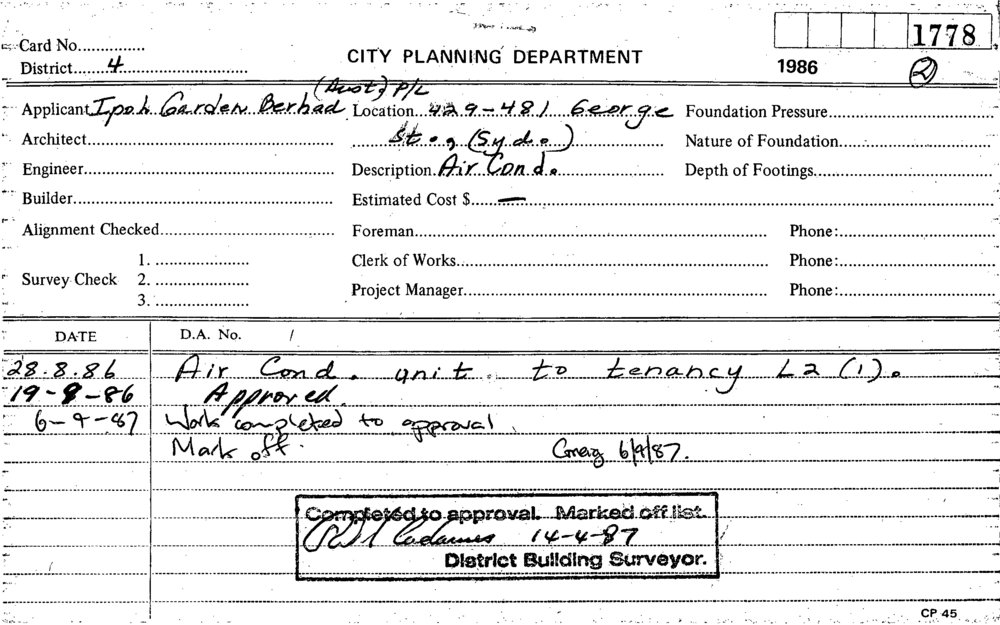 1778
Card No...............
CITY PLANNING DEPARTMENT
District........4..............................
1986
2
(Aust) P/L
Applicant Ipoh Garden Berhad
Location...429-481 George
Foundation Pressure
Architect
St., (Syd.)
Nature of Foundation
Engineer
Description. Air Cond.
Depth of Footings
Builder
Estimated Cost $ —
Alignment Checked
Foreman
Phone:
1.
Clerk of Works
Phone:
Survey Check 2.
Project Manager
Phone:
3.
DATE
D.A. No. /
28.8.86 Air Cond. unit to tenancy L2 (1).
19-9-86 Approved.
6-4-87 Work completed to approval.
Mark off. 6/4/87.
Completed to approval. Marked off list.
14-4-87
District Building Surveyor.
CP 45